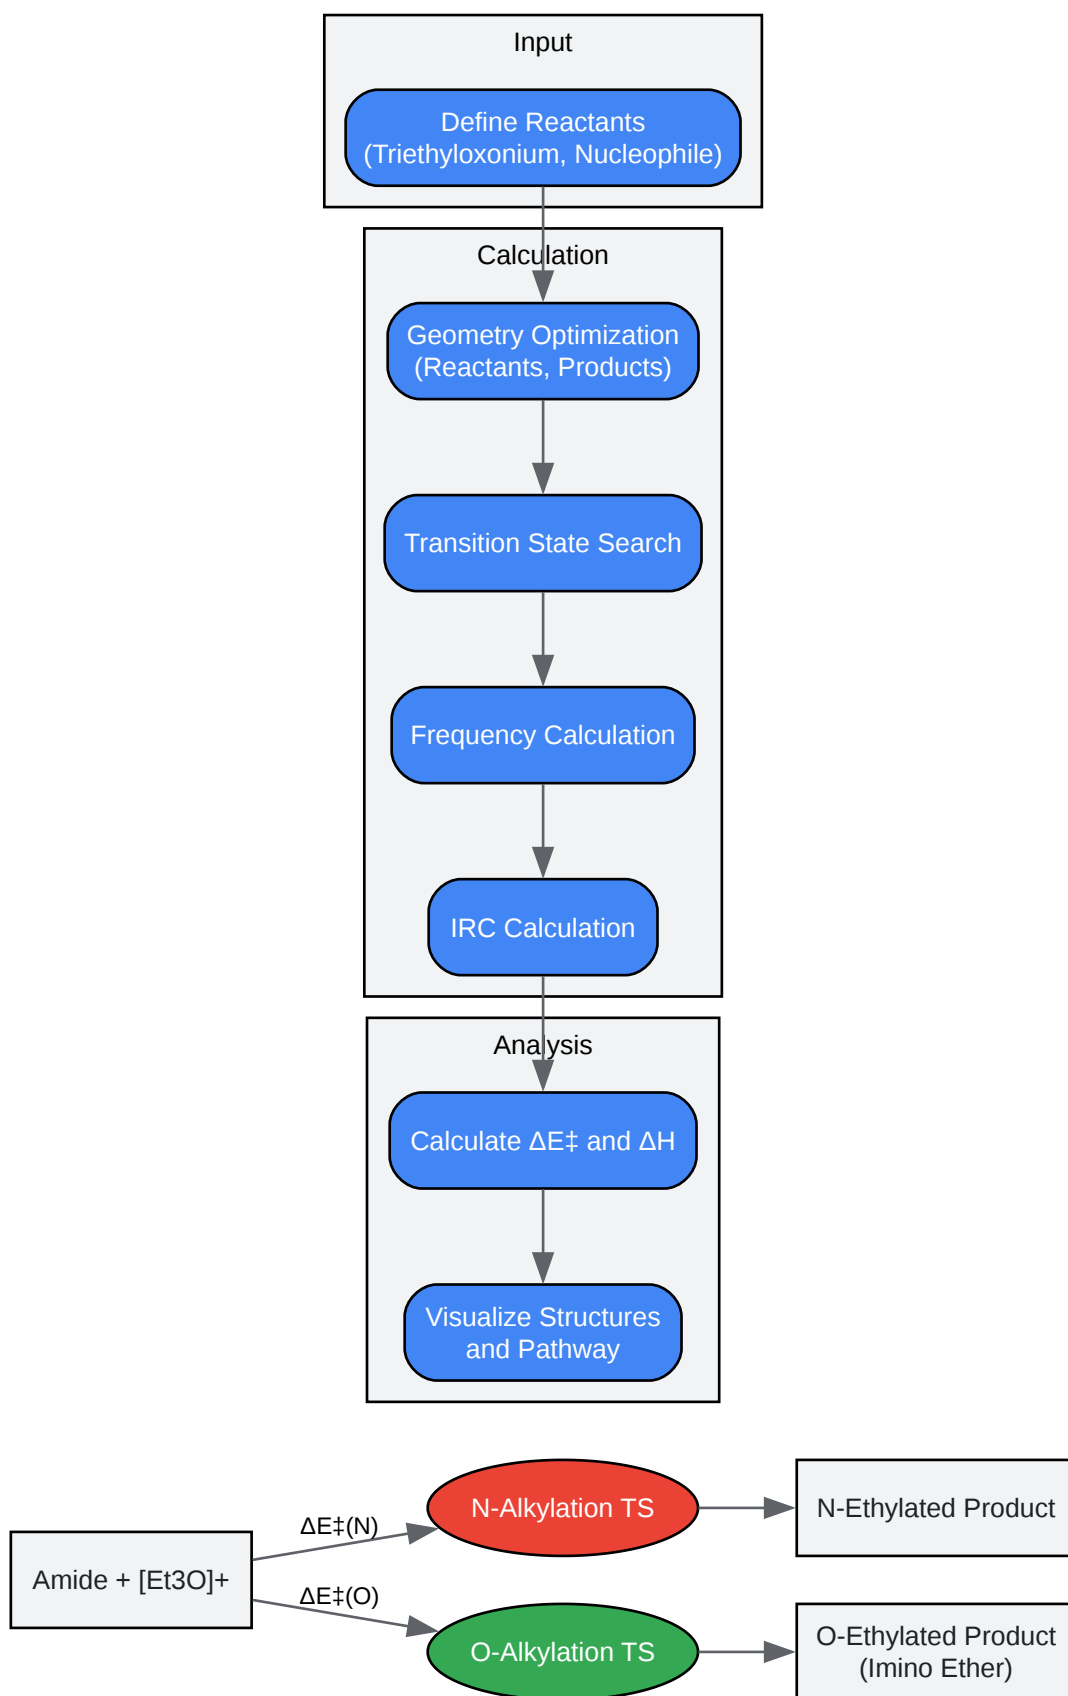 Input
Define Reactants
(Triethyloxonium, Nucleophile)
Calculation
Geometry Optimization
(Reactants, Products)
Transition State Search
Frequency Calculation
IRC Calculation
Analysis
Calculate ΔE‡ and ΔH
Visualize Structures
and Pathway
Amide + [Et3O]+
ΔE‡(N)
N-Alkylation TS
N-Ethylated Product
ΔE‡(O)
O-Alkylation TS
O-Ethylated Product
(Imino Ether)